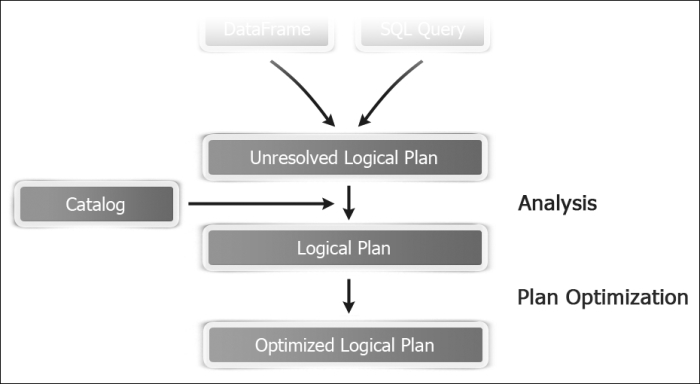 DataFrame
SQL Query
Unresolved Logical Plan
Catalog
Analysis
Logical Plan
Plan Optimization
Optimized Logical Plan